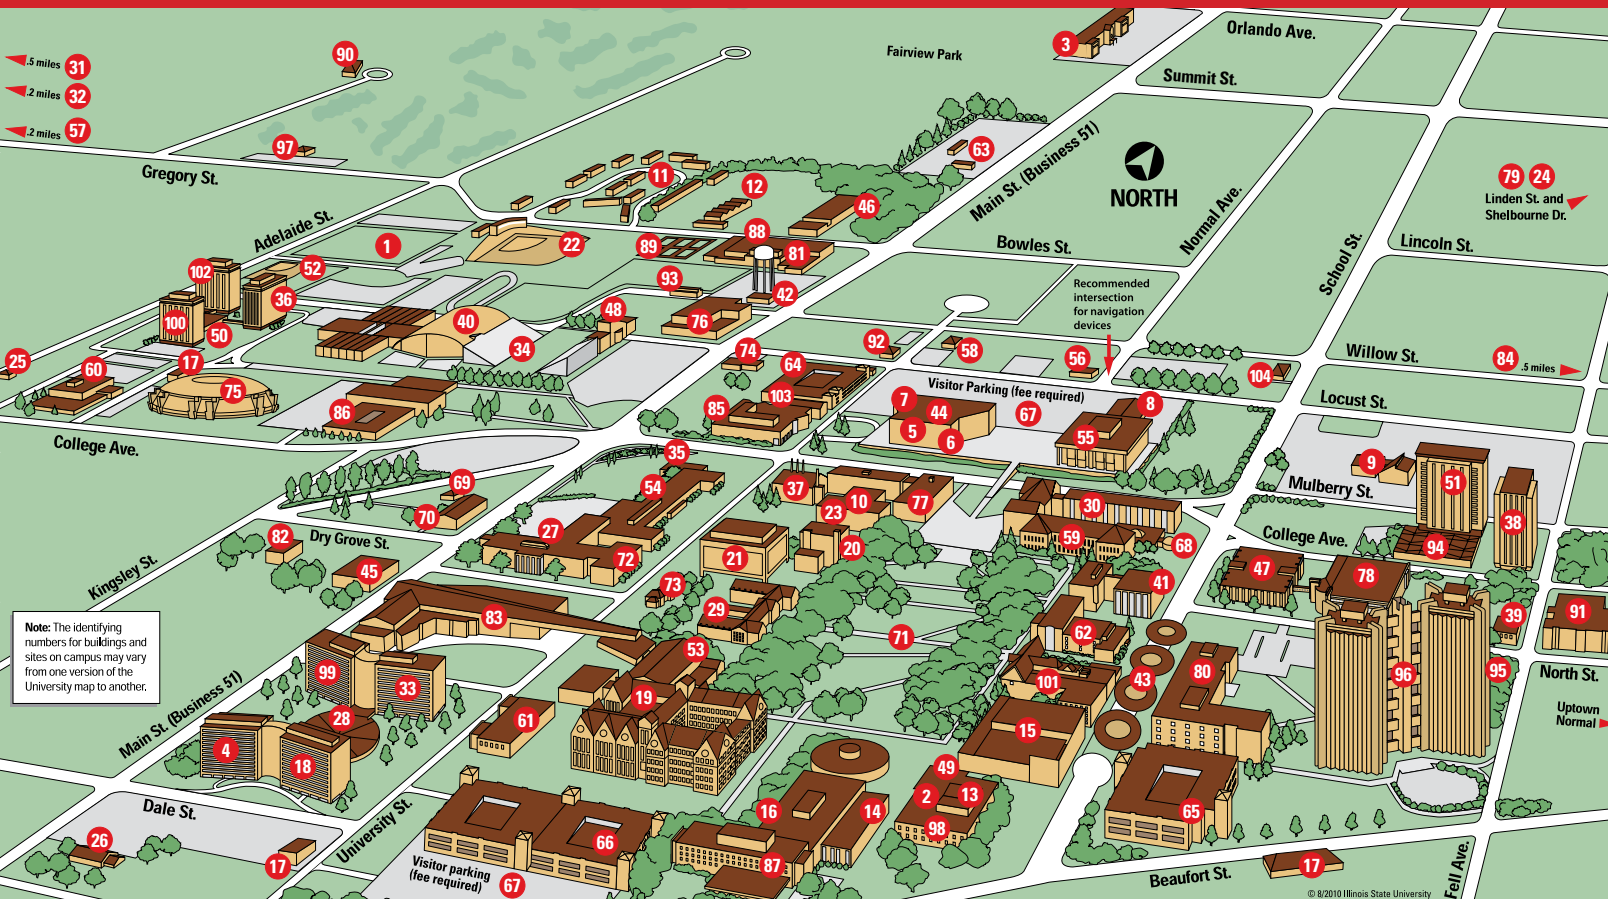 Orlando Ave.
3
Fairview Park
90
.5 miles 31
Summit St.
.2 miles 32
.2 miles 57
97
63
Main St. (Business 51)
NORTH
Gregory St.
11
12
79 24
Linden St. and
Shelbourne Dr.
46
Normal Ave.
Adelaide St.
1
22
89
88
81
Bowles St.
School St.
Lincoln St.
102
52
93
42
Recommended
intersection
for navigation
devices
36
100
50
40
48
76
34
92
58
56
Willow St.
84 .5 miles
25
60
17
74
64
104
75
103
Visitor Parking (fee required)
67
Locust St.
86
85
7
44
5
6
8
55
College Ave.
35
9
51
Mulberry St.
69
54
37
10
77
30
38
70
27
23
College Ave.
82
Dry Grove St.
21
20
59
68
94
45
72
47
78
Kingsley St.
73
41
83
29
71
62
39
91
Note: The identifying
numbers for buildings and
sites on campus may vary
from one version of the
University map to another.
99
33
53
101
43
80
96
95
North St.
Main St. (Business 51)
28
19
61
15
Uptown
Normal
4
18
49
2
13
Dale St.
16
14
98
65
26
17
University St.
66
87
Visitor parking
(fee required) 67
17
Beaufort St.
Fell Ave.
© 8/2010 Illinois State University